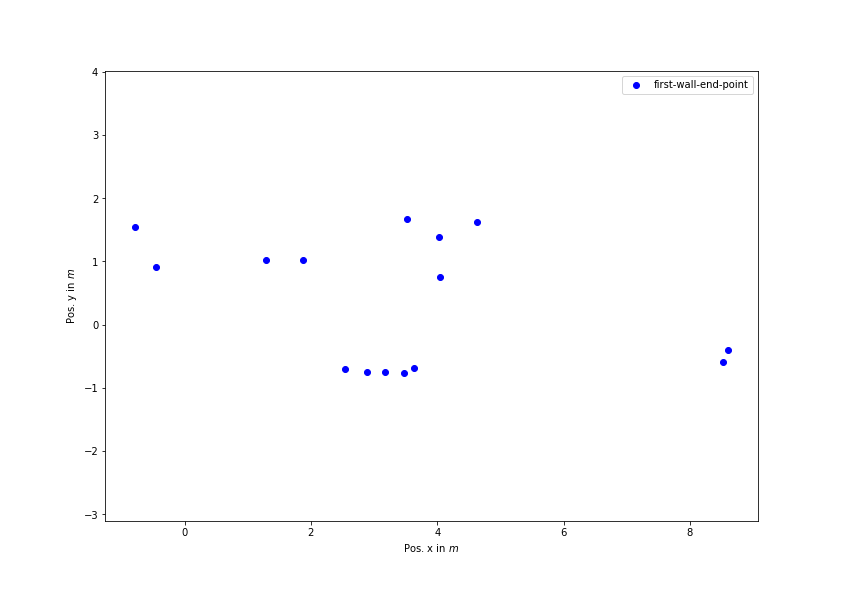 first-wall-end-point
4
3
2
1
0
−1
−2
−3
Pos. y in m
0 2 4 6 8
Pos. x in m